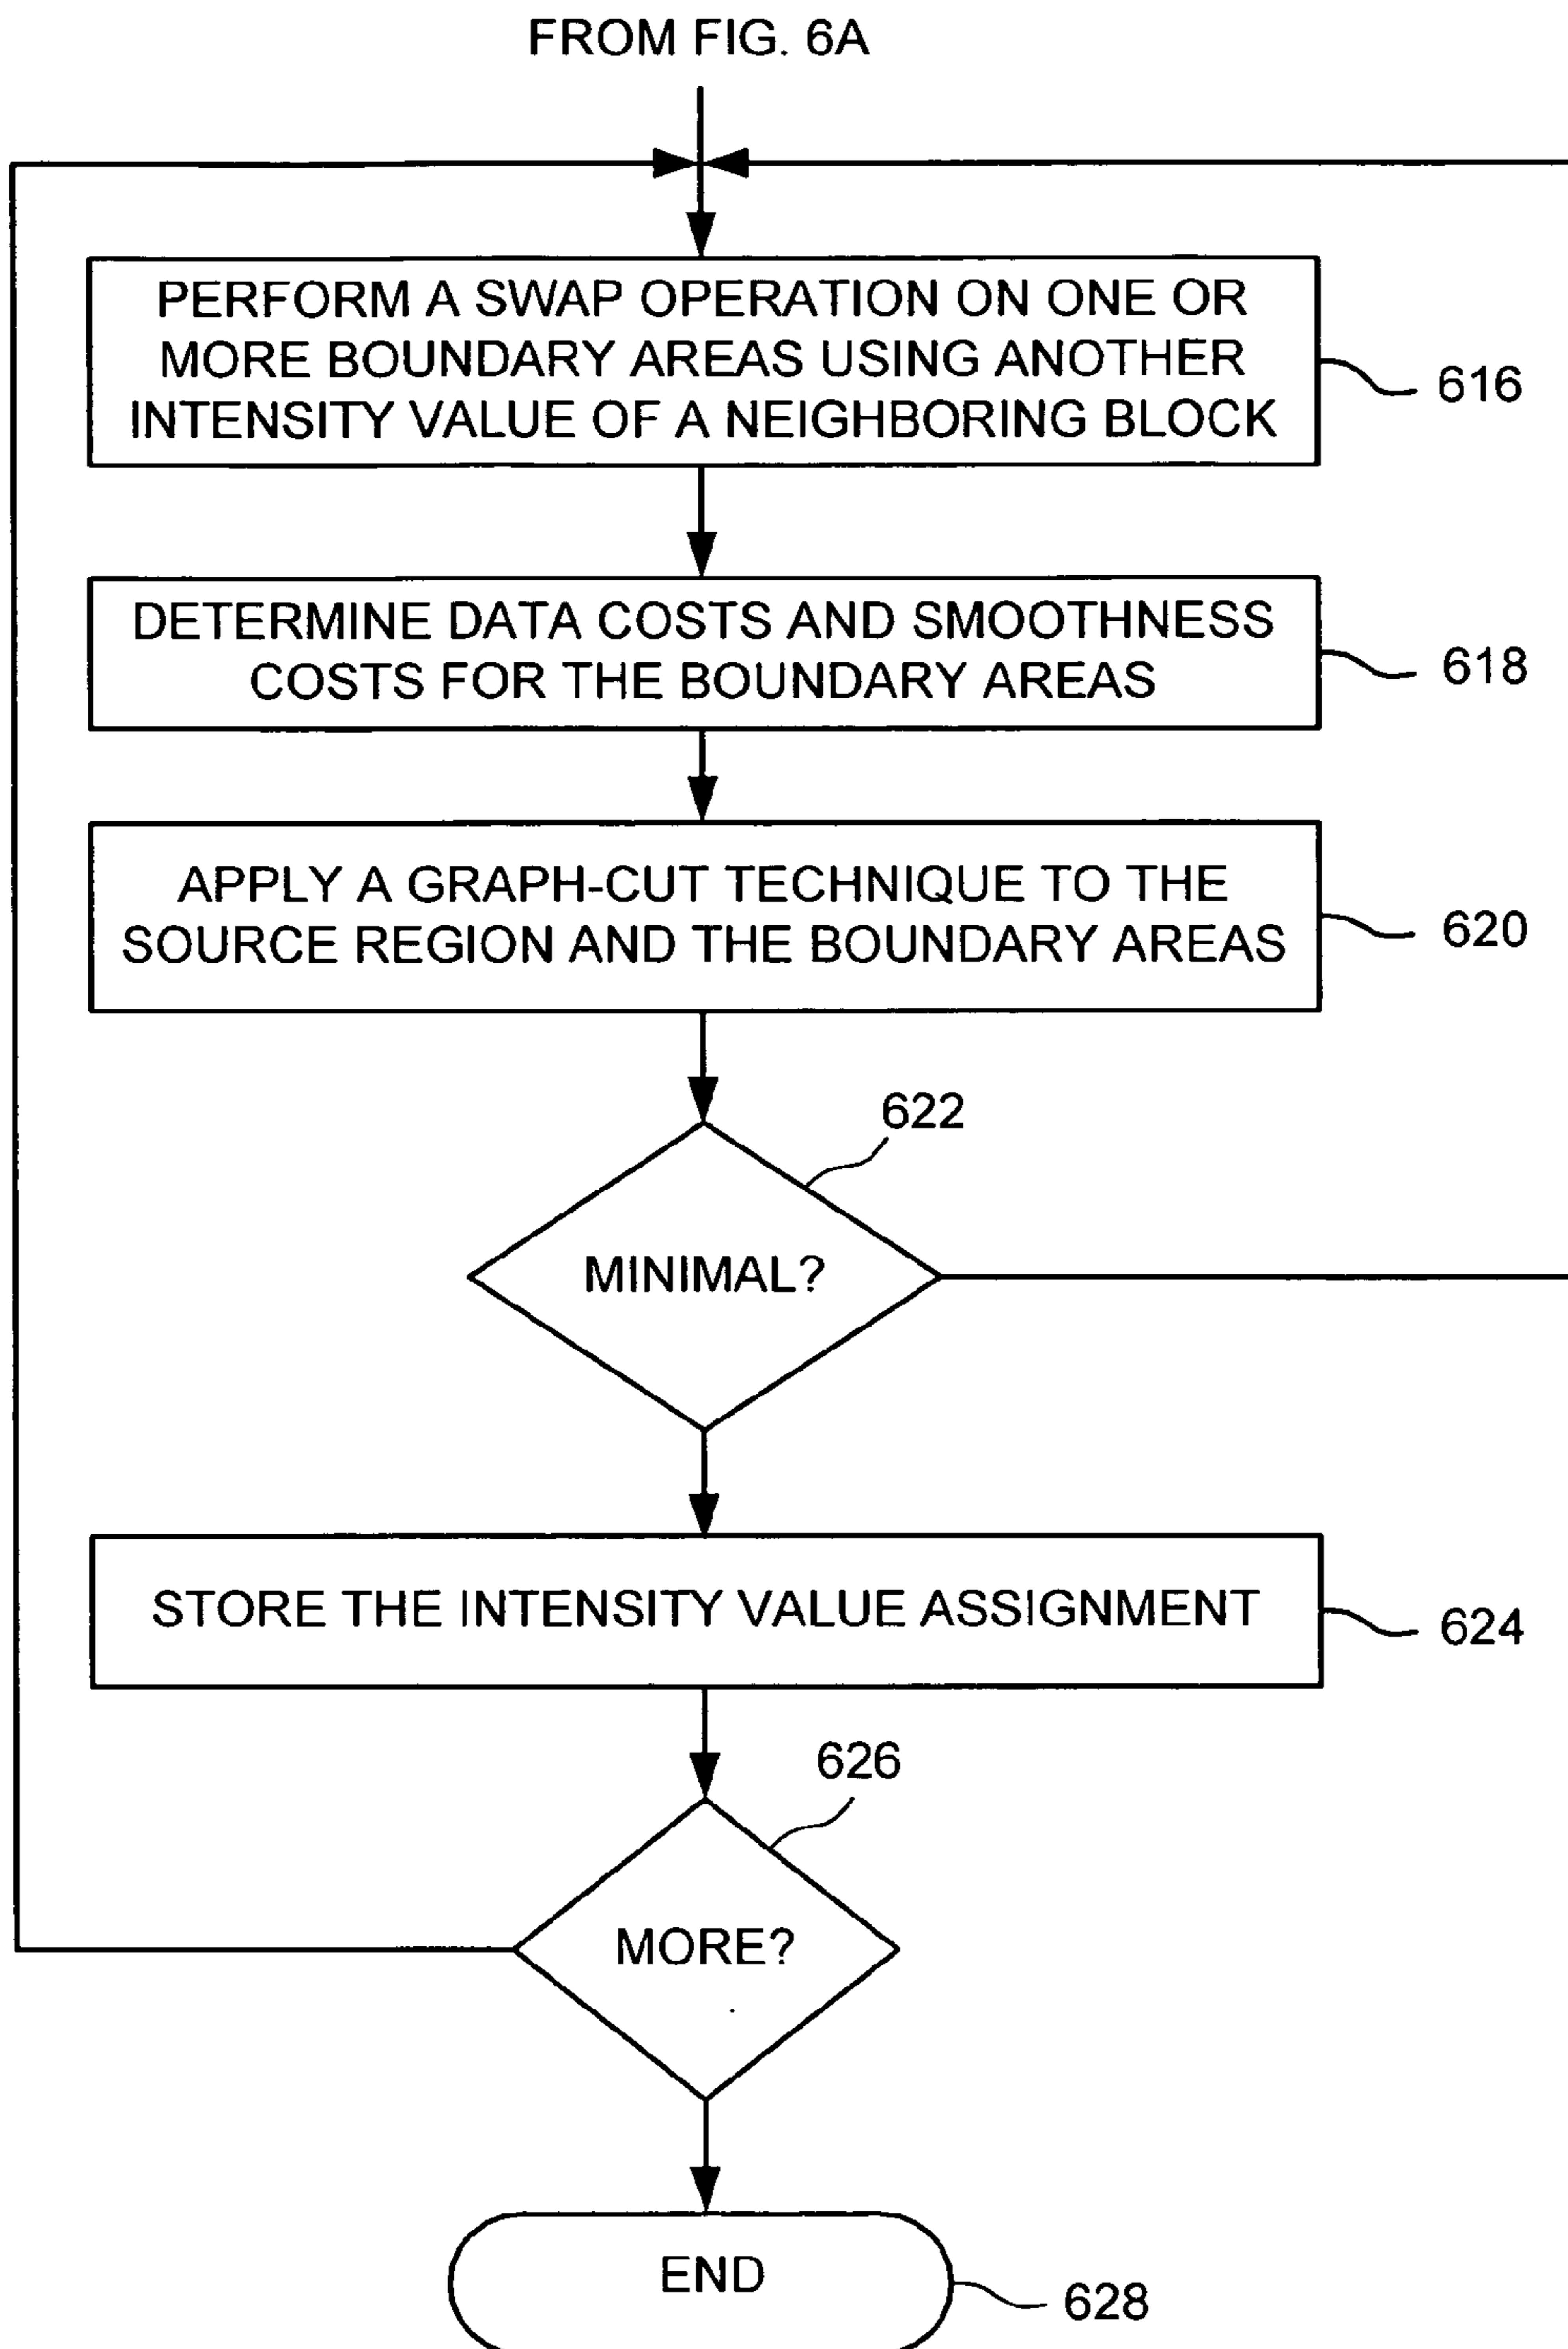 FROM FIG. 6A
PERFORM A SWAP OPERATION ON ONE OR
MORE BOUNDARY AREAS USING ANOTHER
INTENSITY VALUE OF A NEIGHBORING BLOCK
616
DETERMINE DATA COSTS AND SMOOTHNESS
COSTS FOR THE BOUNDARY AREAS
618
APPLY A GRAPH-CUT TECHNIQUE TO THE
SOURCE REGION AND THE BOUNDARY AREAS
620
622
MINIMAL?
STORE THE INTENSITY VALUE ASSIGNMENT
624
626
MORE?
END
628